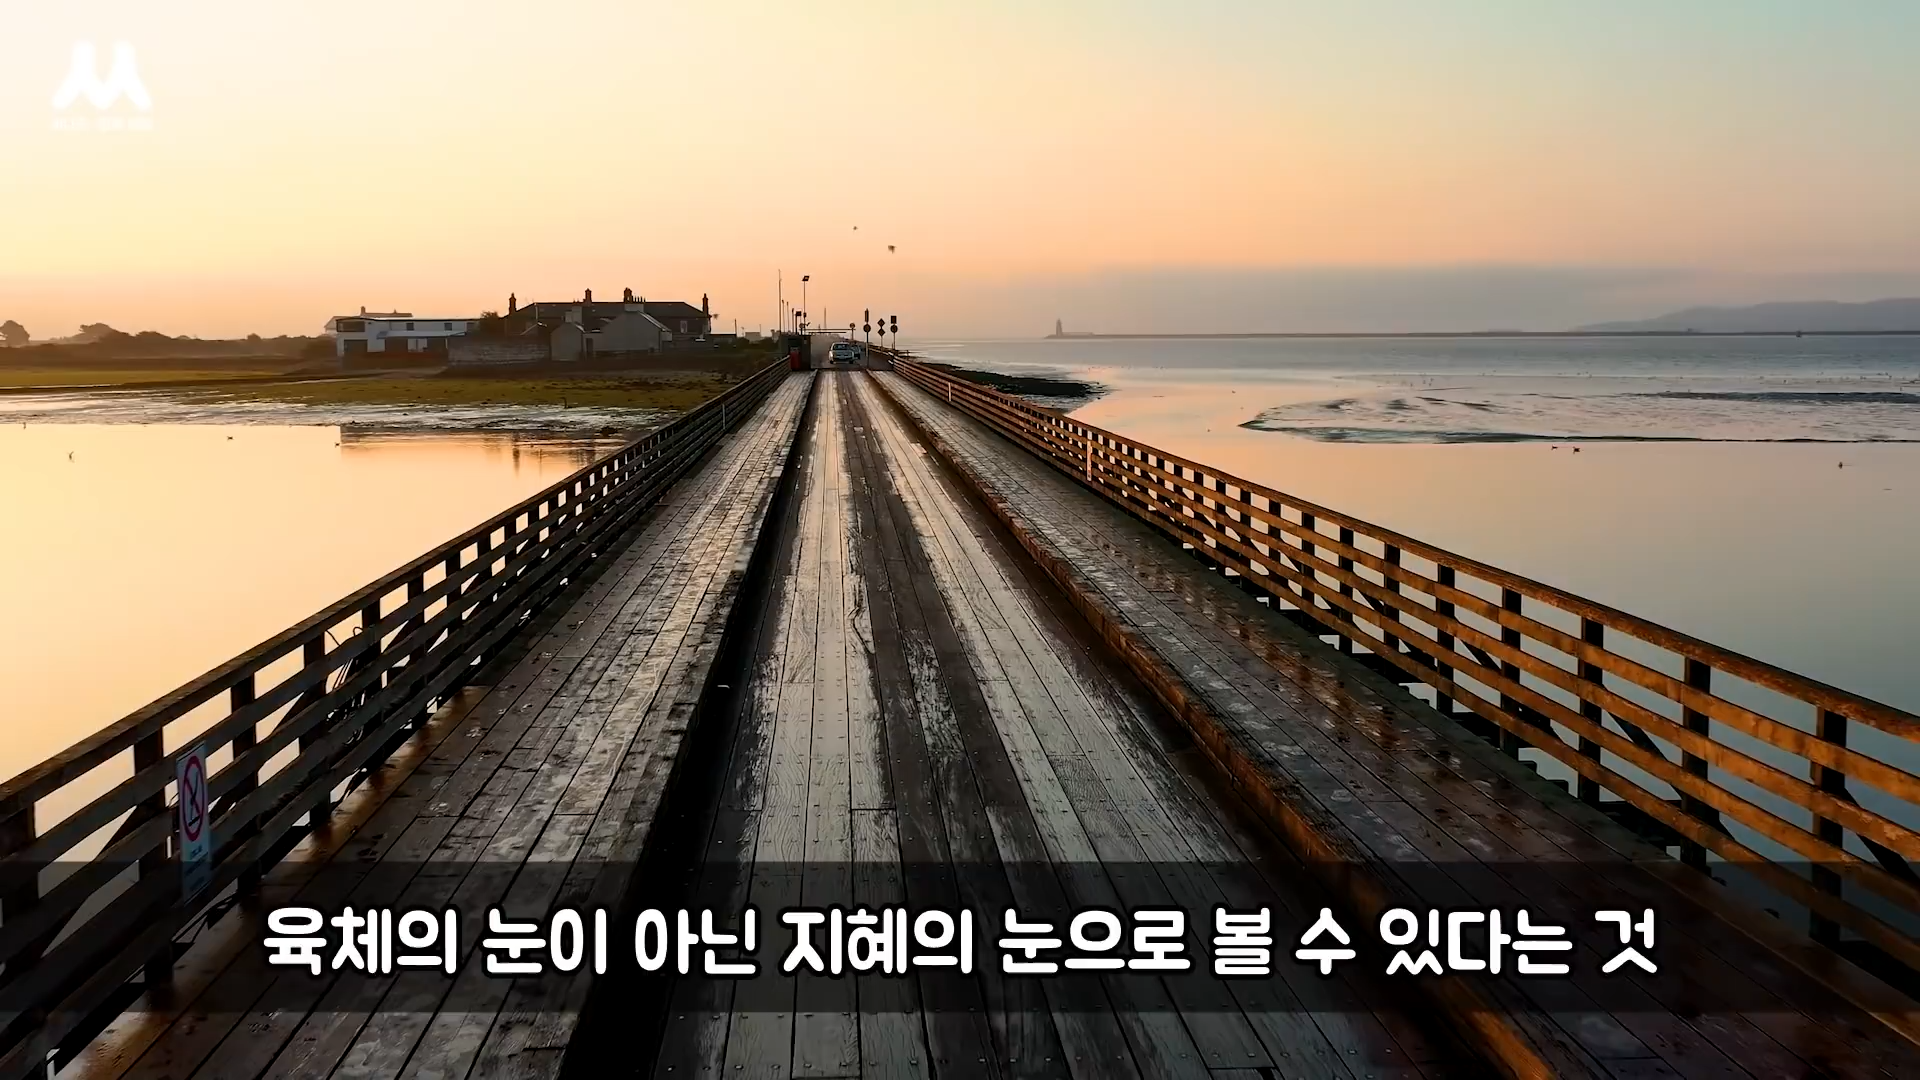 육체의 눈이 아닌 지혜의 눈으로 볼 수 있다는 것